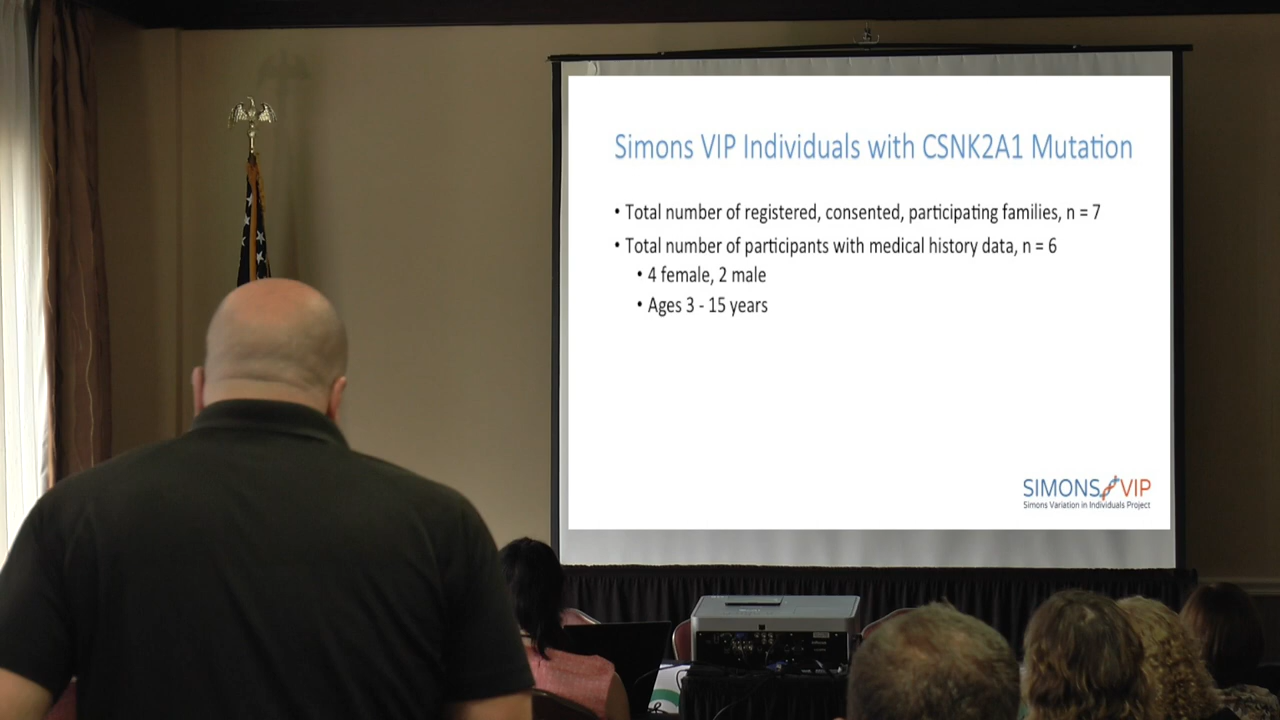 Simons VIP Individuals with CSNK2A1 Mutation
• Total number of registered, consented, participating families, n = 7
• Total number of participants with medical history data, n = 6
• 4 female, 2 male
• Ages 3 - 15 years
SIMONS VIP
Simons Variation in Individuals Project